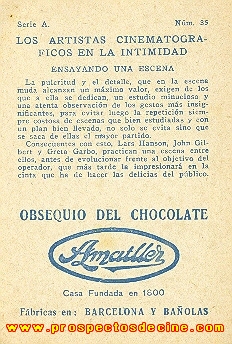 Serie A. Núm. 35
LOS ARTISTAS CINEMATOGRA-
FICOS EN LA INTIMIDAD
ENSAYANDO UNA ESCENA
La pulcritud y el detalle, que en la escena
muda alcanzan un máximo valor, exigen de los
que a ella se dedican, un estudio minucioso y una
atenta observación de los gestos más insig-
nificantes, para evitar luego la repetición siem-
pre costosa de escenas que bien estudiadas y con
un plan bien llevado, no solo se evita sino que
se saca de ellas el mayor partido.
Consecuentes con esto, Lars Hanson, John Gil-
bert y Greta Garbo, practican una escena entre
ellos, antes de evolucionar frente al objetivo del
operador, que más tarde la impresionará en la
cinta que ha de hacer las delicias del público.
OBSEQUIO DEL CHOCOLATE
Amatller
Casa Fundada en 1800
Fábricas en: BARCELONA Y BAÑOLAS
www.prospectosdecine.com